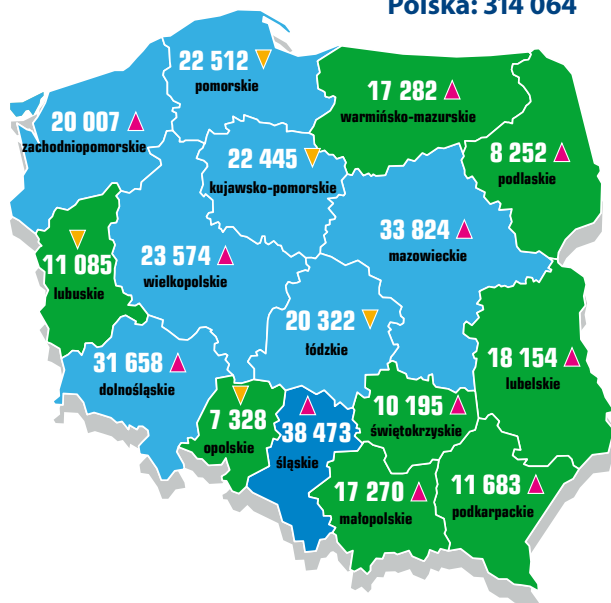 Polska: 314 064
22 512
pomorskie
17 282
warmińsko-mazurskie
20 007
zachodniopomorskie
22 445
kujawsko-pomorskie
8 252
podlaskie
33 824
mazowieckie
11 085
lubuskie
23 574
wielkopolskie
20 322
łódzkie
31 658
dolnośląskie
18 154
lubelskie
7 328
opolskie
38 473
śląskie
10 195
świętokrzyskie
17 270
małopolskie
11 683
podkarpackie